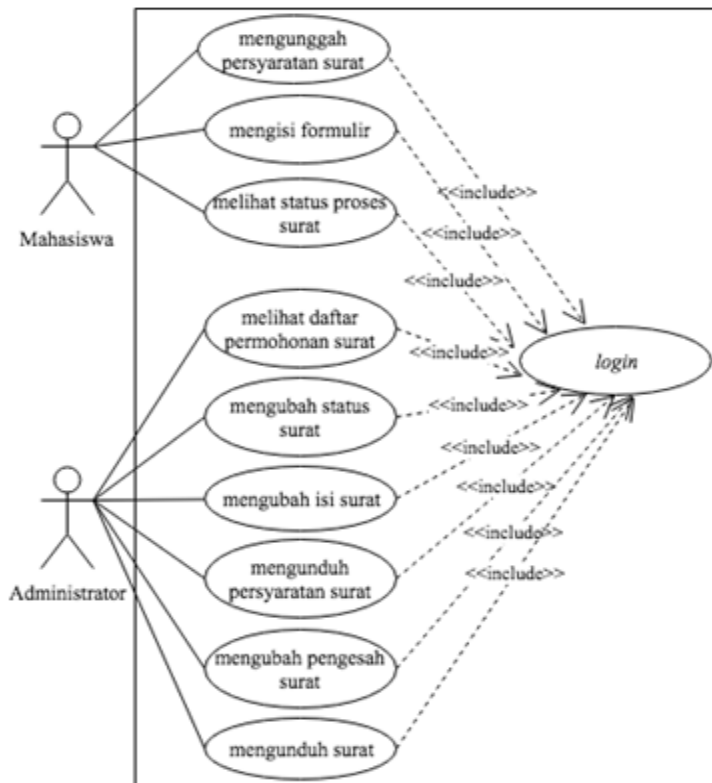 mengunggah
persyaratan surat
mengisi formulir
melihat status proses
surat
Mahasiswa
<<include>>
<<include>>
<<include>>
melihat daftar
permohonan surat
<<include>>
login
mengubah status
surat
<<include>>
<<include>>
mengubah isi surat
<<include>>
Administrator
mengunduh
persyaratan surat
<<include>>
<<include>>
mengubah pengesah
surat
mengunduh surat